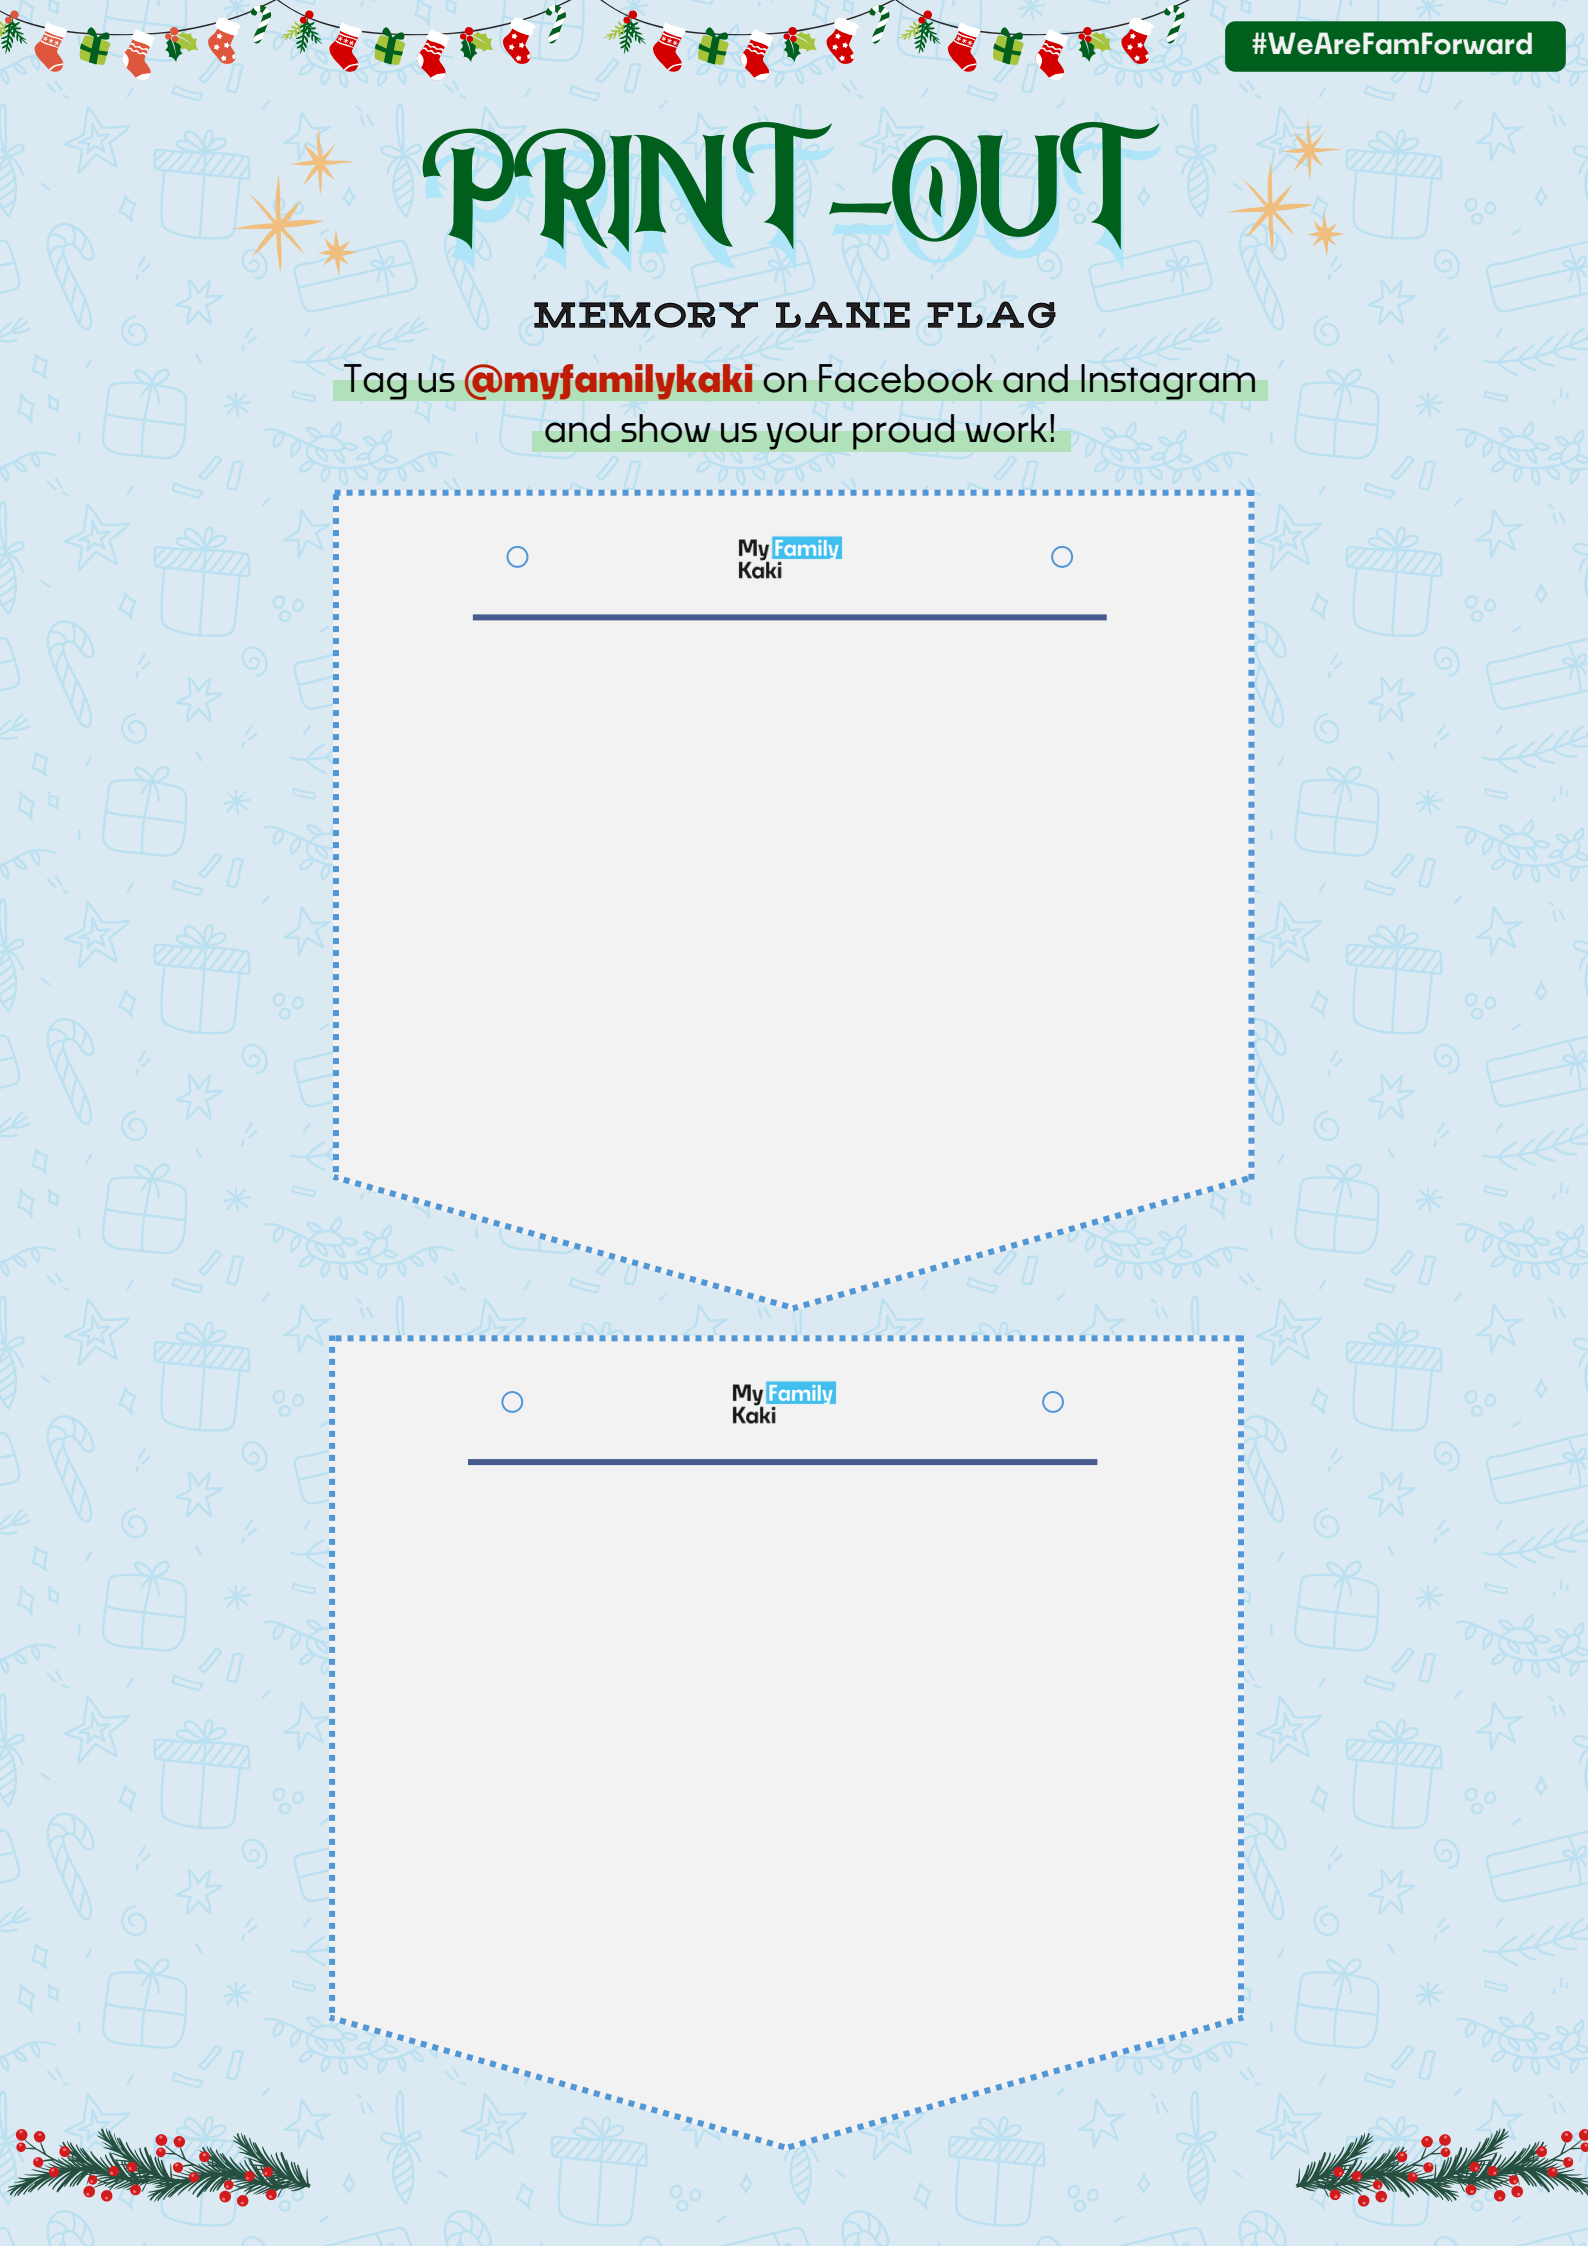 #WeAreFamForward
PRINT-OUT
MEMORY LANE FLAG
Tag us @myfamilykaki on Facebook and Instagram
and show us your proud work!
My Family
Kaki
My Family
Kaki